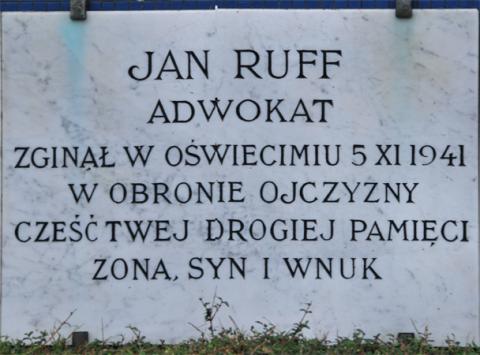 JAN RUFF
ADWOKAT
ZGINĄŁ W OŚWIECIMIU 5 XI 1941
W OBRONIE OJCZYZNY
CZEŚĆ TWEJ DROGIEJ PAMIĘCI
ZONA, SYN I WNUK